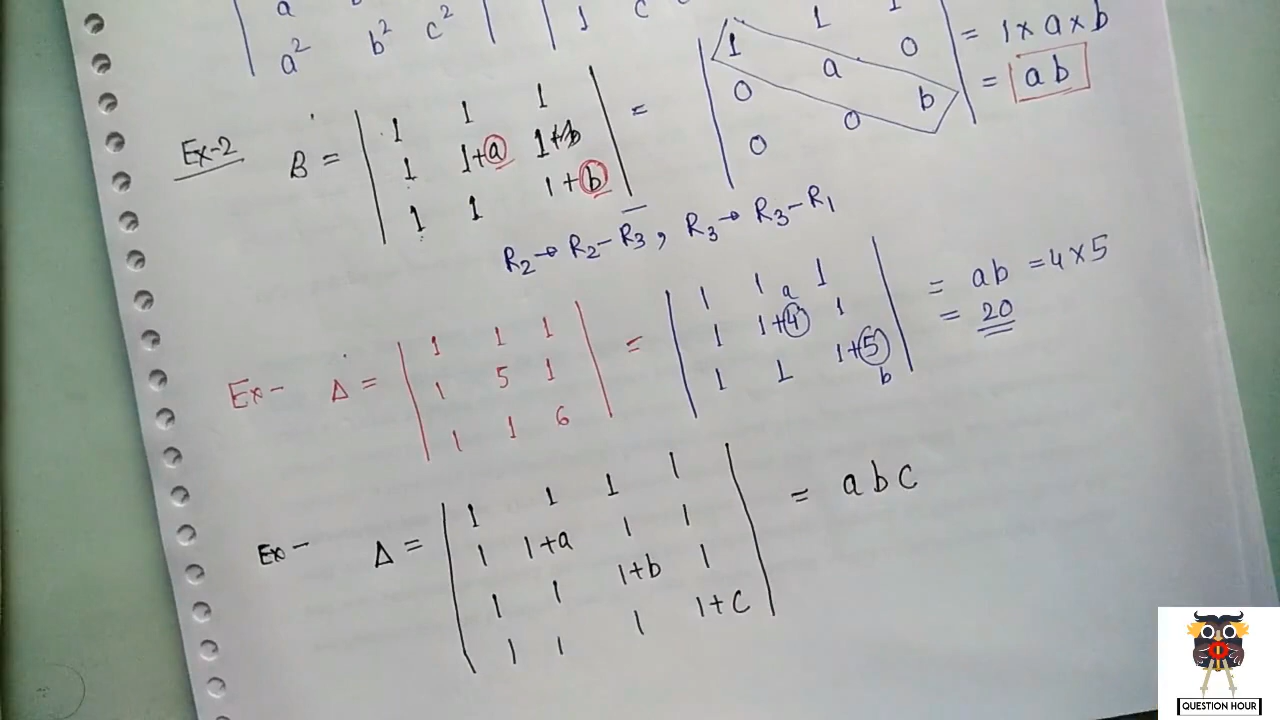 a
a² b² c² 1 c
Ex-2 B = | 1 1 1 | = | 1 1 1 | = 1 × a × b
| 1 1+a 1+b | | 0 a 0 | = ab
| 1 1 1+b | | 0 0 b |
R₂→R₂-R₃, R₃→R₃-R₁
Ex- Δ = | 1 1 1 | = | 1 1 1 | = ab = 4×5
| 1 5 1 | | 1 1+4 a 1 | = 20
| 1 1 6 | | 1 1 1+5 b |
Ex- Δ = | 1 1 1 1 | = abc
| 1 1+a 1 1 |
| 1 1 1+b 1 |
| 1 1 1 1+c |
QUESTION HOUR